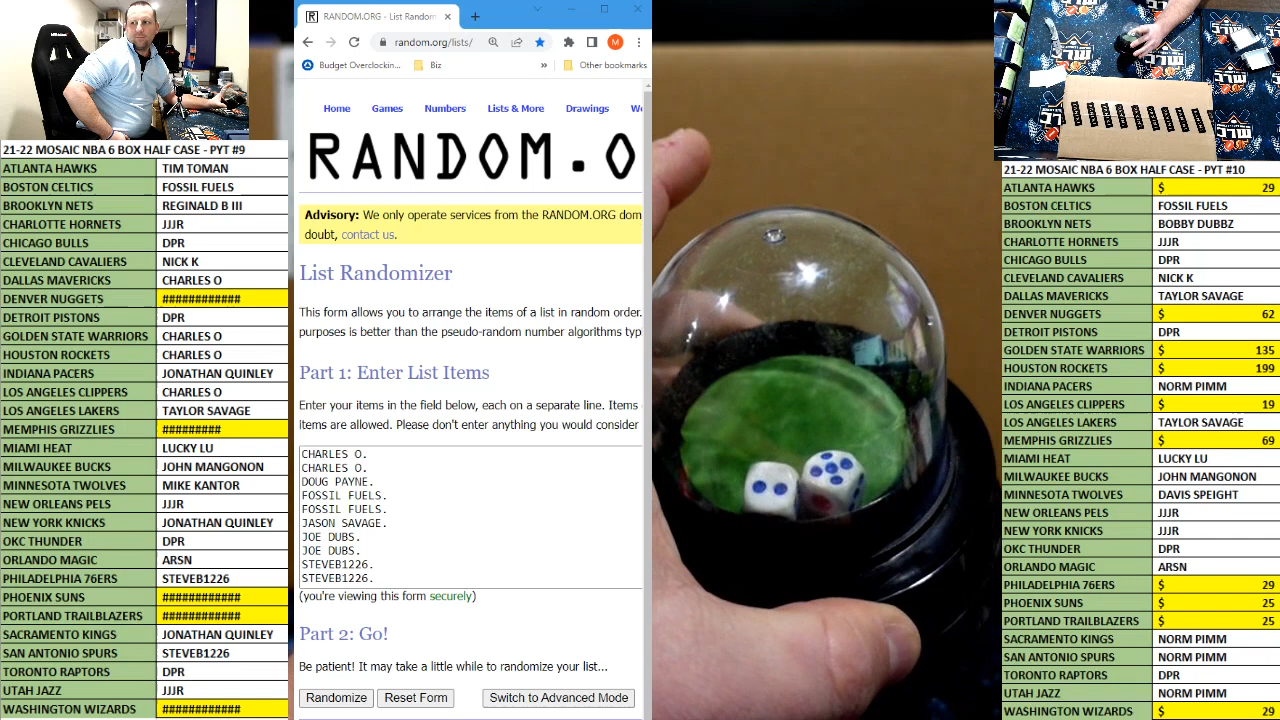 21-22 MOSAIC NBA 6 BOX HALF CASE - PYT #9
ATLANTA HAWKS TIM TOMAN
BOSTON CELTICS FOSSIL FUELS
BROOKLYN NETS REGINALD B III
CHARLOTTE HORNETS JJJR
CHICAGO BULLS DPR
CLEVELAND CAVALIERS NICK K
DALLAS MAVERICKS CHARLES O
DENVER NUGGETS ############
DETROIT PISTONS DPR
GOLDEN STATE WARRIORS CHARLES O
HOUSTON ROCKETS CHARLES O
INDIANA PACERS JONATHAN QUINLEY
LOS ANGELES CLIPPERS CHARLES O
LOS ANGELES LAKERS TAYLOR SAVAGE
MEMPHIS GRIZZLIES #########
MIAMI HEAT LUCKY LU
MILWAUKEE BUCKS JOHN MANGONON
MINNESOTA TWOLVES MIKE KANTOR
NEW ORLEANS PELS JJJR
NEW YORK KNICKS JONATHAN QUINLEY
OKC THUNDER DPR
ORLANDO MAGIC ARSN
PHILADELPHIA 76ERS STEVEB1226
PHOENIX SUNS ############
PORTLAND TRAILBLAZERS ############
SACRAMENTO KINGS JONATHAN QUINLEY
SAN ANTONIO SPURS STEVEB1226
TORONTO RAPTORS DPR
UTAH JAZZ JJJR
WASHINGTON WIZARDS ############
RANDOM.ORG - List Random
random.org/lists/
M
Budget Overclockin...
Biz
»
Other bookmarks
Home Games Numbers Lists & More Drawings We
RANDOM.O
Advisory: We only operate services from the RANDOM.ORG dom
doubt, contact us.
List Randomizer
This form allows you to arrange the items of a list in random order.
purposes is better than the pseudo-random number algorithms typ
Part 1: Enter List Items
Enter your items in the field below, each on a separate line. Items
items are allowed. Please don't enter anything you would consider
CHARLES O.
CHARLES O.
DOUG PAYNE.
FOSSIL FUELS.
FOSSIL FUELS.
JASON SAVAGE.
JOE DUBS.
JOE DUBS.
STEVEB1226.
STEVEB1226.
(you're viewing this form securely)
Part 2: Go!
Be patient! It may take a little while to randomize your list...
Randomize Reset Form Switch to Advanced Mode
21-22 MOSAIC NBA 6 BOX HALF CASE - PYT #10
ATLANTA HAWKS $ 29
BOSTON CELTICS FOSSIL FUELS
BROOKLYN NETS BOBBY DUBBZ
CHARLOTTE HORNETS JJJR
CHICAGO BULLS DPR
CLEVELAND CAVALIERS NICK K
DALLAS MAVERICKS TAYLOR SAVAGE
DENVER NUGGETS $ 62
DETROIT PISTONS DPR
GOLDEN STATE WARRIORS $ 135
HOUSTON ROCKETS $ 199
INDIANA PACERS NORM PIMM
LOS ANGELES CLIPPERS $ 19
LOS ANGELES LAKERS TAYLOR SAVAGE
MEMPHIS GRIZZLIES $ 69
MIAMI HEAT LUCKY LU
MILWAUKEE BUCKS JOHN MANGONON
MINNESOTA TWOLVES DAVIS SPEIGHT
NEW ORLEANS PELS JJJR
NEW YORK KNICKS JJJR
OKC THUNDER DPR
ORLANDO MAGIC ARSN
PHILADELPHIA 76ERS $ 29
PHOENIX SUNS $ 25
PORTLAND TRAILBLAZERS $ 25
SACRAMENTO KINGS NORM PIMM
SAN ANTONIO SPURS NORM PIMM
TORONTO RAPTORS DPR
UTAH JAZZ NORM PIMM
WASHINGTON WIZARDS $ 29